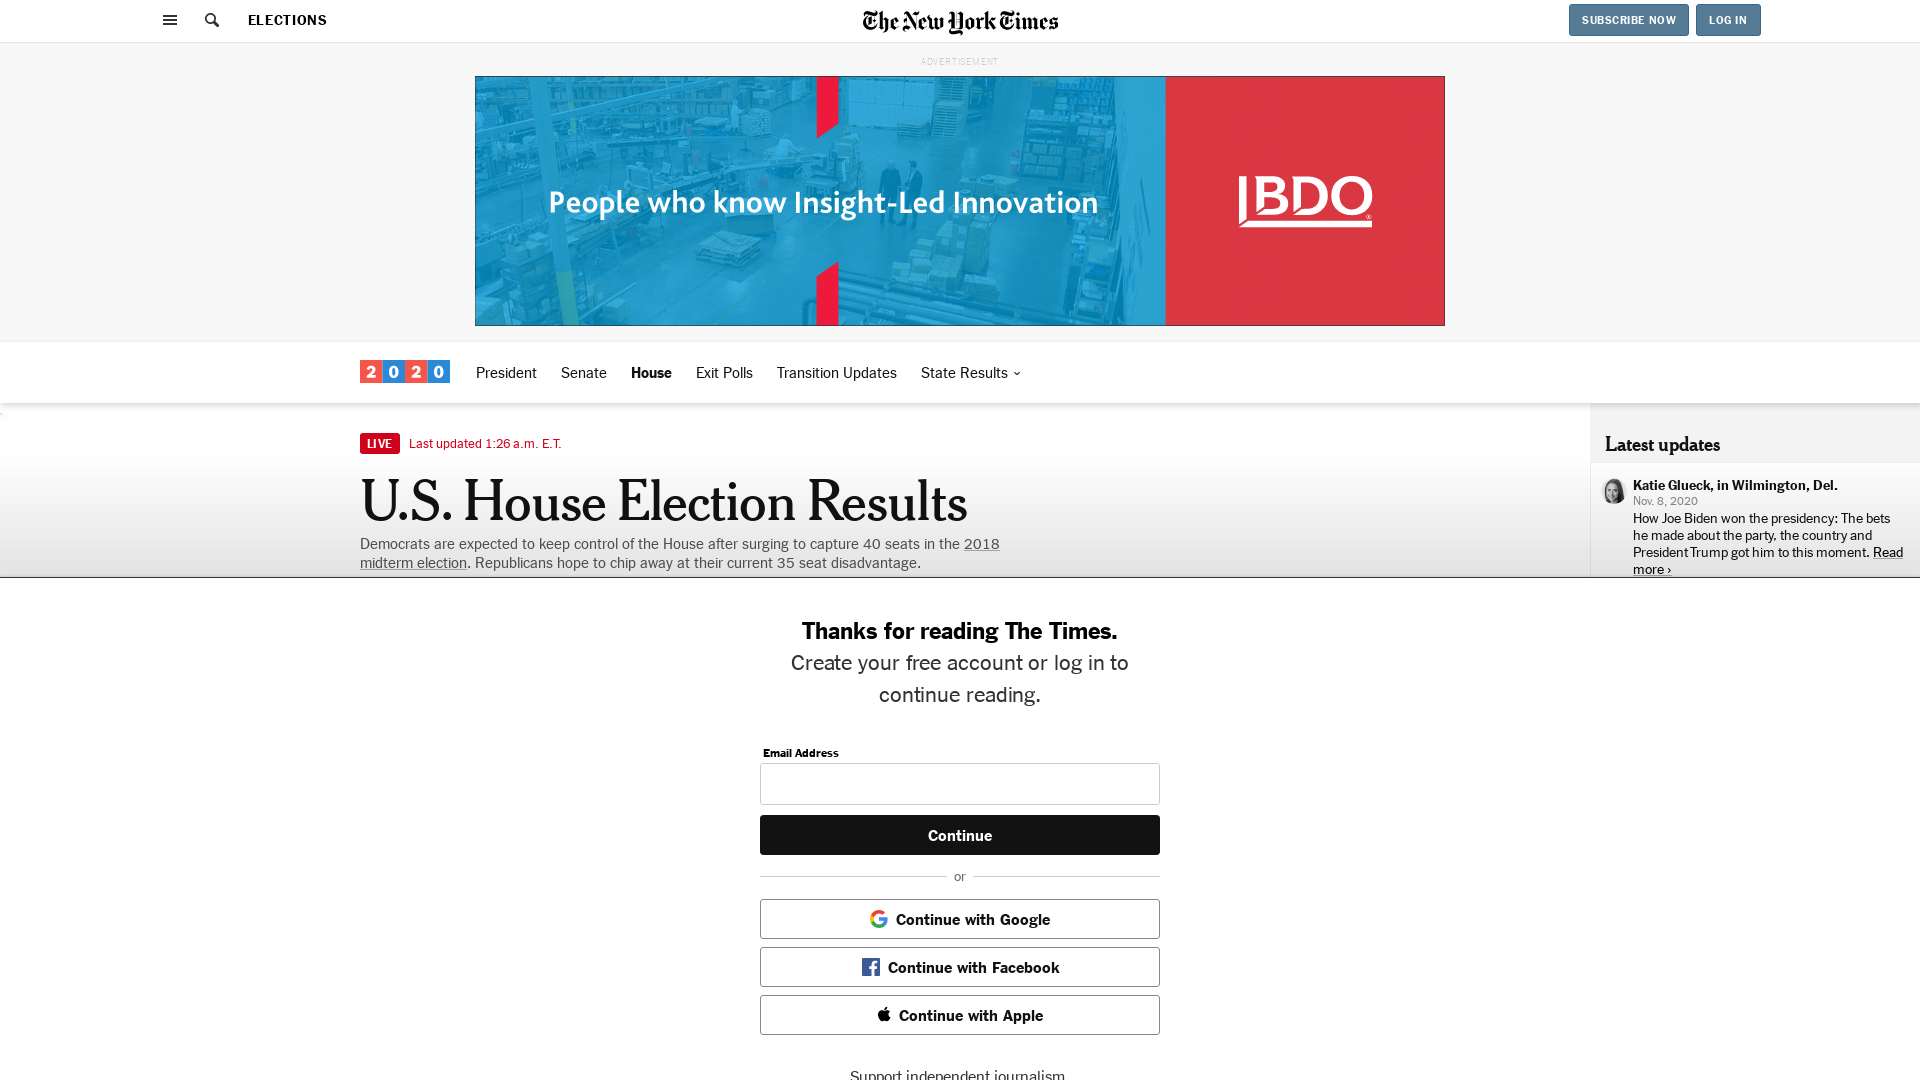 ELECTIONS
The New York Times
SUBSCRIBE NOW
LOG IN
ADVERTISEMENT
People who know Insight-Led Innovation
BDO
2020
President
Senate
House
Exit Polls
Transition Updates
State Results
LIVE
Last updated 1:26 a.m. E.T.
U.S. House Election Results
Democrats are expected to keep control of the House after surging to capture 40 seats in the 2018
midterm election. Republicans hope to chip away at their current 35 seat disadvantage.
Latest updates
Katie Glueck, in Wilmington, Del.
Nov. 8, 2020
How Joe Biden won the presidency: The bets
he made about the party, the country and
President Trump got him to this moment. Read
more ›
Thanks for reading The Times.
Create your free account or log in to
continue reading.
Email Address
Continue
or
Continue with Google
Continue with Facebook
Continue with Apple
Support independent journalism